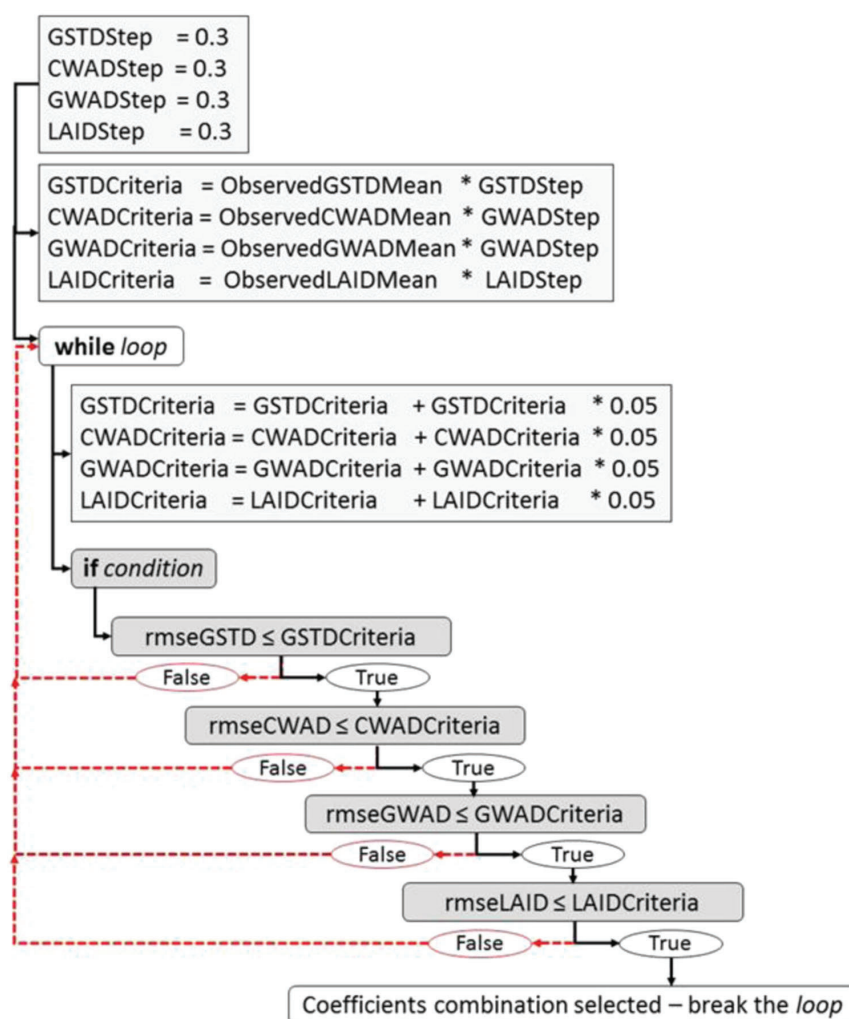 GSTDStep = 0.3
CWADStep = 0.3
GWADStep = 0.3
LAIDStep = 0.3
GSTDCriteria = ObservedGSTDMean * GSTDStep
CWADCriteria = ObservedCWADMean * GWADStep
GWADCriteria = ObservedGWADMean * GWADStep
LAIDCriteria = ObservedLAIDMean * LAIDStep
while loop
GSTDCriteria = GSTDCriteria + GSTDCriteria * 0.05
CWADCriteria = CWADCriteria + CWADCriteria * 0.05
GWADCriteria = GWADCriteria + GWADCriteria * 0.05
LAIDCriteria = LAIDCriteria + LAIDCriteria * 0.05
if condition
rmseGSTD ≤ GSTDCriteria
False True
rmseCWAD ≤ CWADCriteria
False True
rmseGWAD ≤ GWADCriteria
False True
rmseLAID ≤ LAIDCriteria
False True
Coefficients combination selected – break the loop